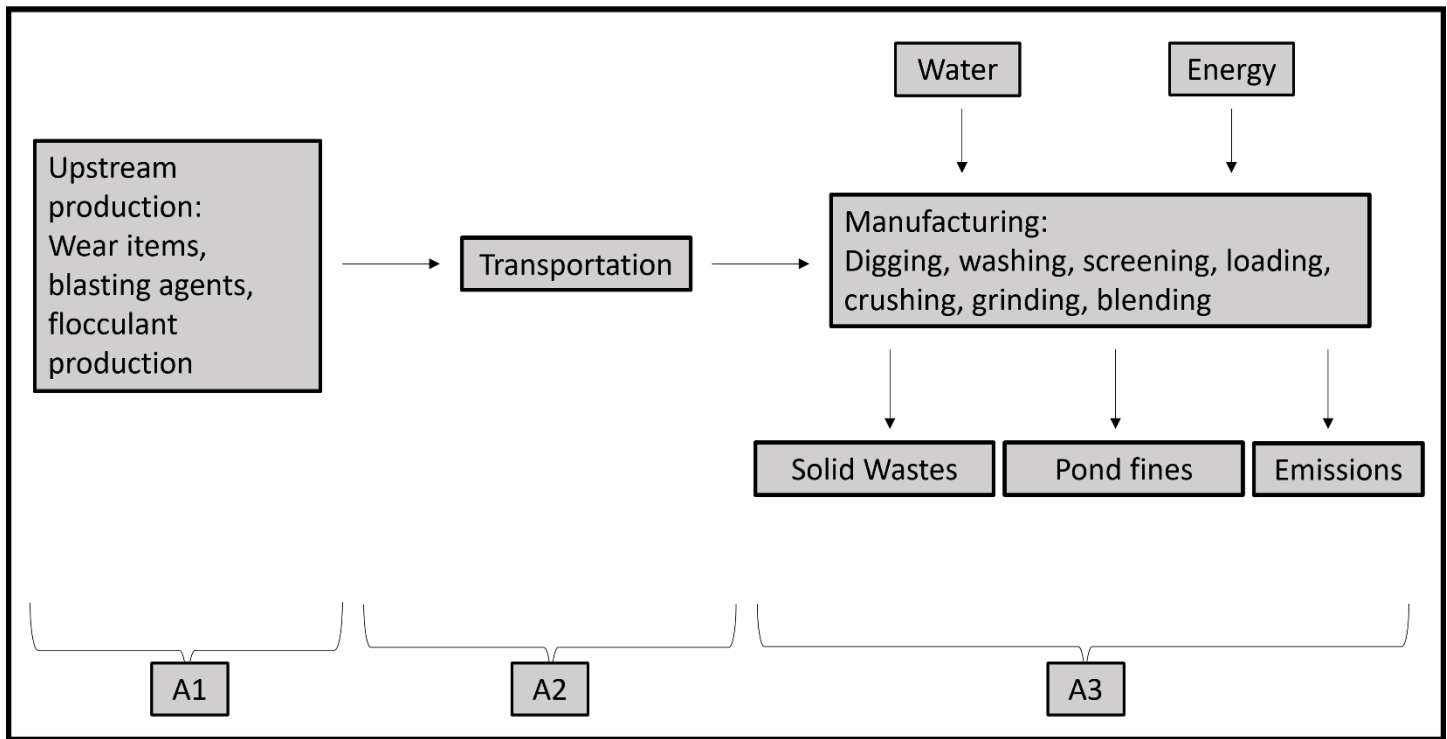 Water
Energy
Upstream
production:
Wear items,
blasting agents,
flocculant
production
Transportation
Manufacturing:
Digging, washing, screening, loading,
crushing, grinding, blending
Solid Wastes
Pond fines
Emissions
A1
A2
A3